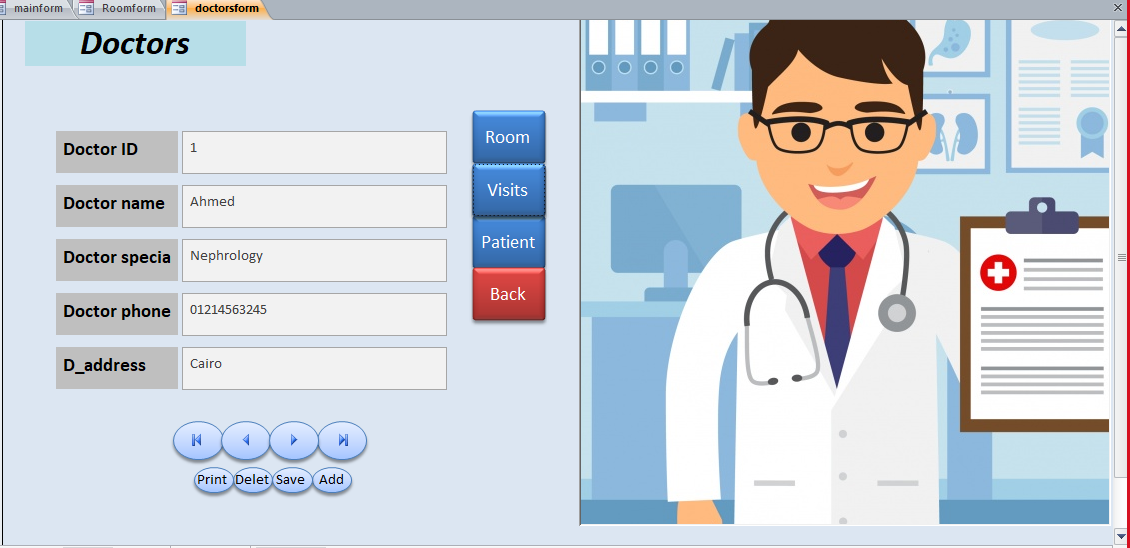 mainform Roomform doctorsform
Doctors
Doctor ID 1
Doctor name Ahmed
Doctor specia Nephrology
Doctor phone 01214563245
D_address Cairo
Room
Visits
Patient
Back
Print Delet Save Add